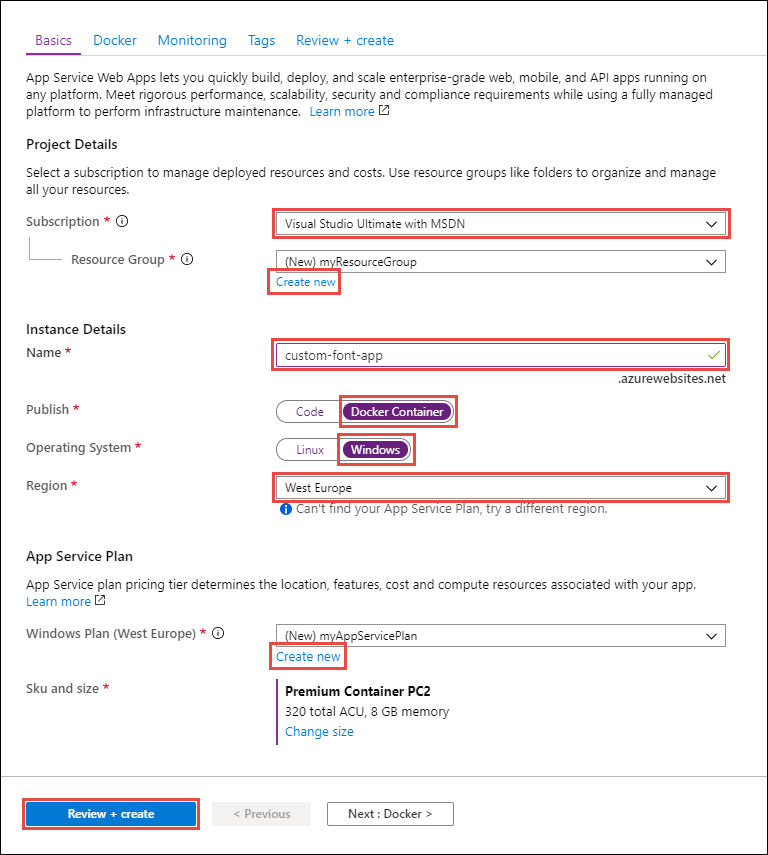 Basics Docker Monitoring Tags Review + create
App Service Web Apps lets you quickly build, deploy, and scale enterprise-grade web, mobile, and API apps running on
any platform. Meet rigorous performance, scalability, security and compliance requirements while using a fully managed
platform to perform infrastructure maintenance. Learn more
Project Details
Select a subscription to manage deployed resources and costs. Use resource groups like folders to organize and manage
all your resources.
Subscription * Visual Studio Ultimate with MSDN
Resource Group * (New) myResourceGroup
Create new
Instance Details
Name * custom-font-app
.azurewebsites.net
Publish * Code Docker Container
Operating System * Linux Windows
Region * West Europe
Can't find your App Service Plan, try a different region.
App Service Plan
App Service plan pricing tier determines the location, features, cost and compute resources associated with your app.
Learn more
Windows Plan (West Europe) * (New) myAppServicePlan
Create new
Sku and size * Premium Container PC2
320 total ACU, 8 GB memory
Change size
Review + create < Previous Next : Docker >